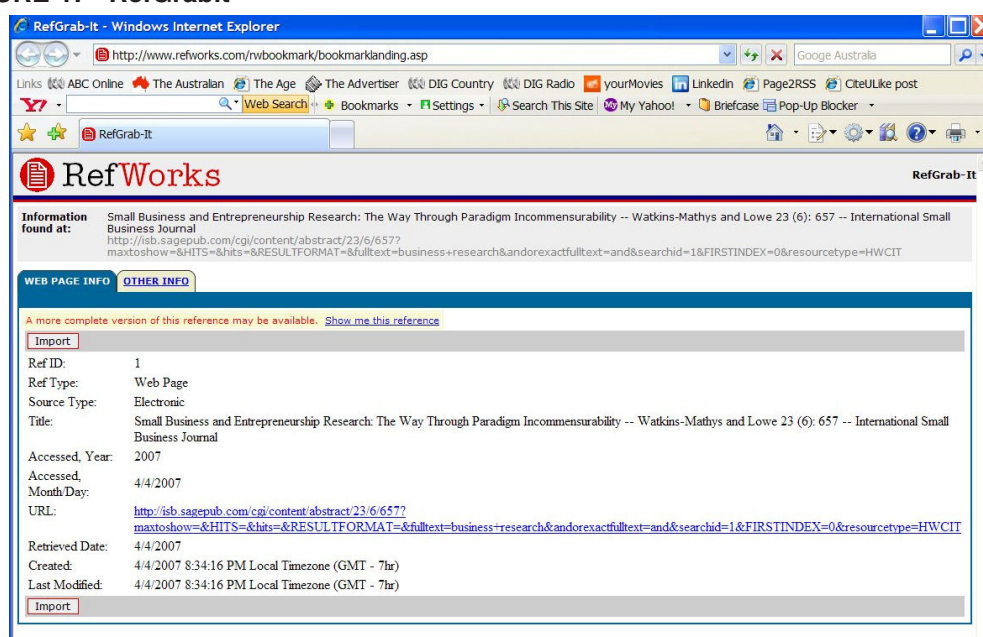 RefGrab-It - Windows Internet Explorer
http://www.refworks.com/rwbookmark/bookmarklanding.asp
Googe Australia
Links ABC Online The Australian The Age The Advertiser DIG Country DIG Radio yourMovies Linkedin Page2RSS CiteULike post
Y7 Web Search Bookmarks Settings Search This Site My Yahoo! Briefcase Pop-Up Blocker
RefGrab-It
RefWorks
RefGrab-It
Information found at:
Small Business and Entrepreneurship Research: The Way Through Paradigm Incommensurability -- Watkins-Mathys and Lowe 23 (6): 657 -- International Small
Business Journal
http://isb.sagepub.com/cgi/content/abstract/23/6/657?
maxtoshow=&HITS=&hits=&RESULTFORMAT=&fulltext=business+research&andorexactfulltext=and&searchid=1&FIRSTINDEX=0&resourcetype=HWCIT
WEB PAGE INFO OTHER INFO
A more complete version of this reference may be available. Show me this reference
Import
Ref ID: 1
Ref Type: Web Page
Source Type: Electronic
Title: Small Business and Entrepreneurship Research: The Way Through Paradigm Incommensurability -- Watkins-Mathys and Lowe 23 (6): 657 -- International Small
Business Journal
Accessed, Year: 2007
Accessed,
Month/Day: 4/4/2007
URL: http://isb.sagepub.com/cgi/content/abstract/23/6/657?
maxtoshow=&HITS=&hits=&RESULTFORMAT=&fulltext=business+research&andorexactfulltext=and&searchid=1&FIRSTINDEX=0&resourcetype=HWCIT
Retrieved Date: 4/4/2007
Created: 4/4/2007 8:34:16 PM Local Timezone (GMT - 7hr)
Last Modified: 4/4/2007 8:34:16 PM Local Timezone (GMT - 7hr)
Import